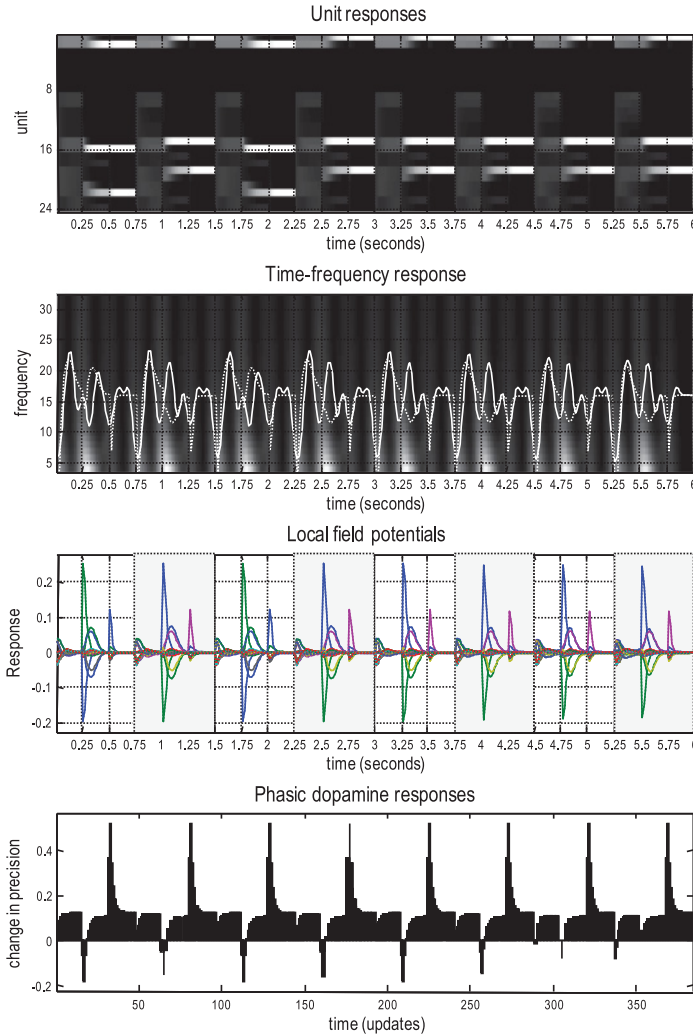 Unit responses
unit
8
16
24
0.25 0.5 0.75 1 1.25 1.5 1.75 2 2.25 2.5 2.75 3 3.25 3.5 3.75 4 4.25 4.5 4.75 5 5.25 5.5 5.75 6
time (seconds)
Time-frequency response
frequency
30
25
20
15
10
5
0.25 0.5 0.75 1 1.25 1.5 1.75 2 2.25 2.5 2.75 3 3.25 3.5 3.75 4 4.25 4.5 4.75 5 5.25 5.5 5.75 6
time (seconds)
Local field potentials
Response
0.2
0.1
0
-0.1
-0.2
0.25 0.5 0.75 1 1.25 1.5 1.75 2 2.25 2.5 2.75 3 3.25 3.5 3.75 4 4.25 4.5 4.75 5 5.25 5.5 5.75 6
time (seconds)
Phasic dopamine responses
change in precision
0.4
0.2
0
-0,2
50 100 150 200 250 300 350
time (updates)